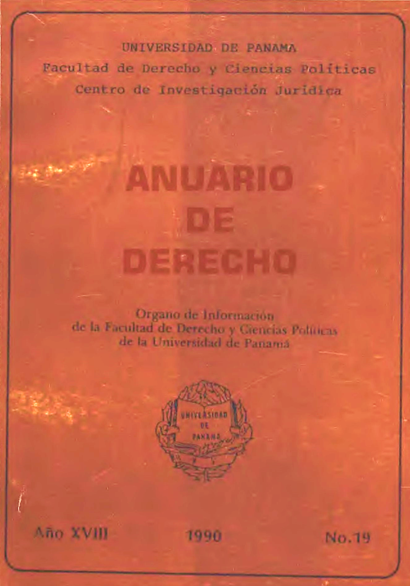 UNIVERSIDAD DE PANAMA
Facultad de Derecho y Ciencias Políticas
Centro de Investigación Jurídica
ANUARIO
DE
DERECHO
Organo de Información
de la Facultad de Derecho y Ciencias Políticas
de la Universidad de Panamá
UNIVERSIDAD
DE
PANAMA
Año XVIII 1990 No.19